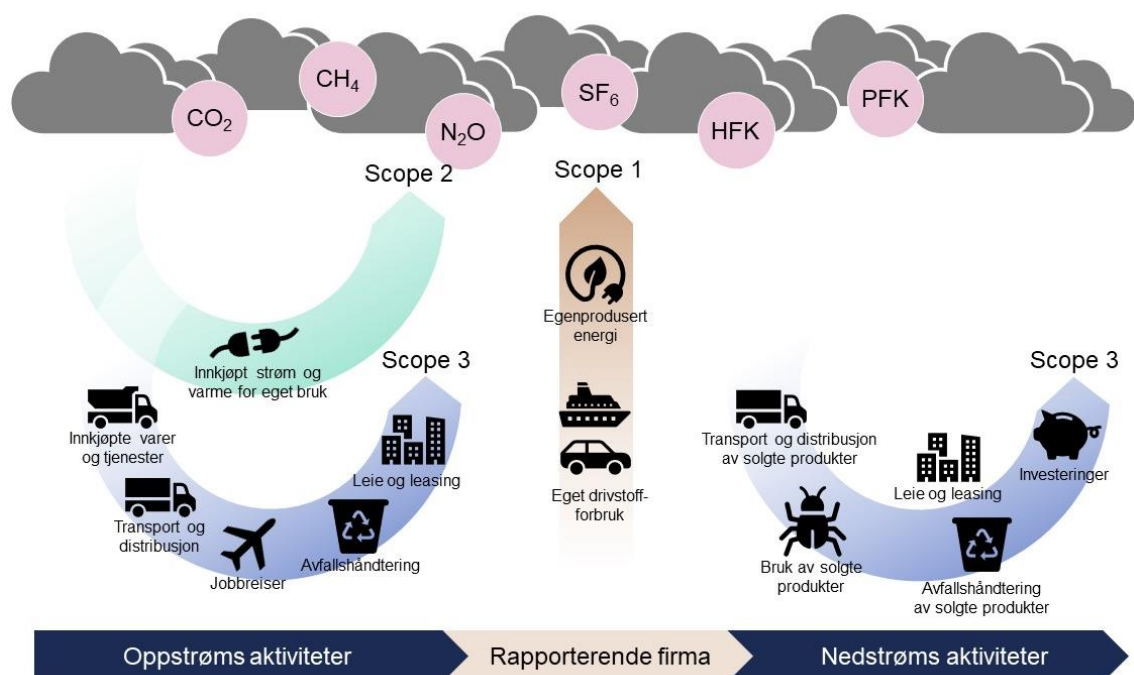 CO₂
CH₄
N₂O
SF₆
HFK
PFK
Scope 2
Innkjøpt strøm og
varme for eget bruk
Scope 3
Innkjøpte varer
og tjenester
Transport og
distribusjon
Jobbreiser
Avfallshåndtering
Leie og leasing
Scope 1
Egenprodusert
energi
Eget drivstoff-
forbruk
Scope 3
Transport og distribusjon
av solgte produkter
Bruk av solgte
produkter
Leie og leasing
Avfallshåndtering
av solgte produkter
Investeringer
Oppstrøms aktiviteter
Rapporterende firma
Nedstrøms aktiviteter